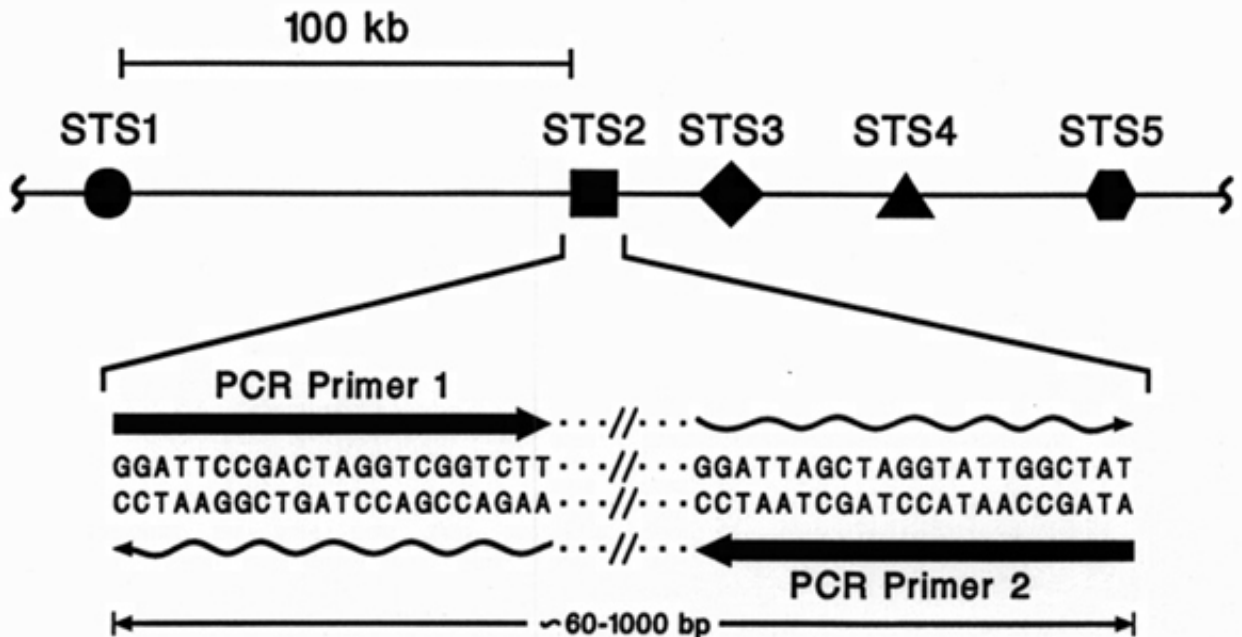 100 kb
STS1 STS2 STS3 STS4 STS5
PCR Primer 1
GGATTCCGACTAGGTCGGTCTT···//···GGATTAGCTAGGTATTGGCTAT
CCTAAGGCTGATCCAGCCAGAA···//···CCTAATCGATCCATAACCGATA
PCR Primer 2
~60-1000 bp